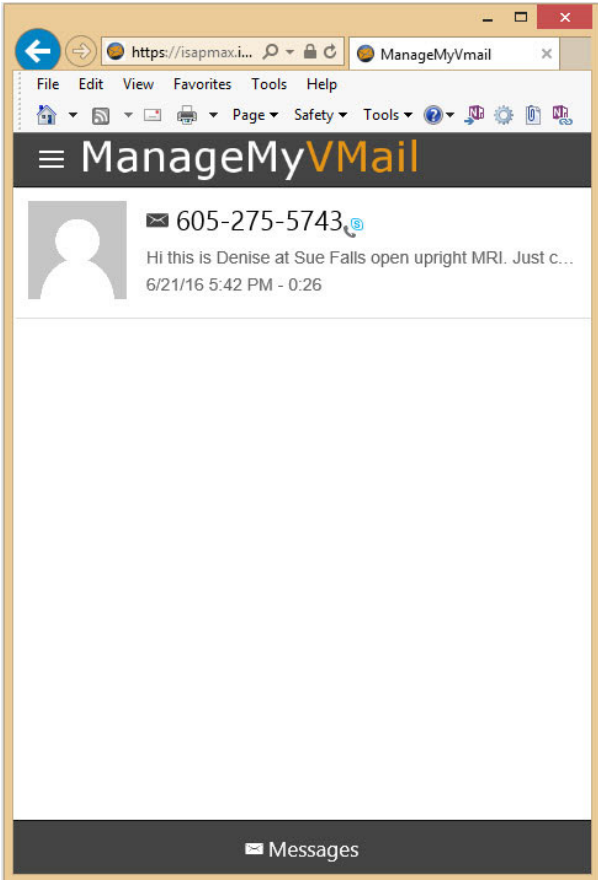 https://isapmax.i...
ManageMyVmail
File Edit View Favorites Tools Help
Page Safety Tools
ManageMyVMail
605-275-5743
Hi this is Denise at Sue Falls open upright MRI. Just c...
6/21/16 5:42 PM - 0:26
Messages